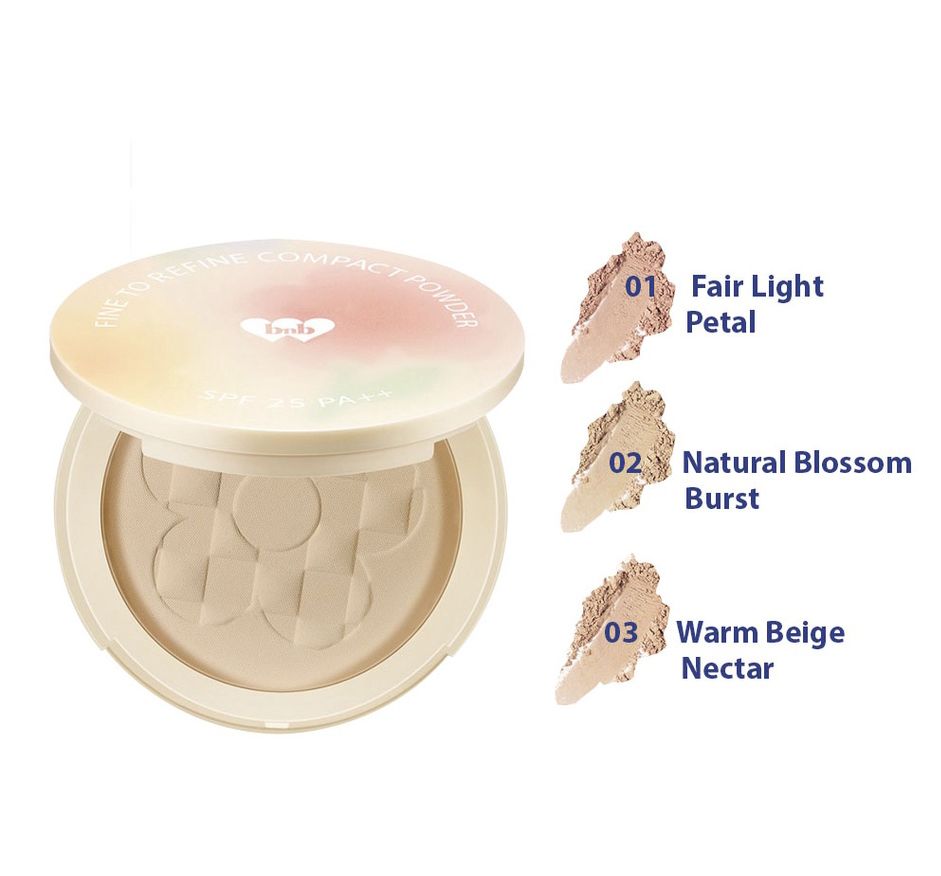 FINE TO REFINE COMPACT POWDER
bnb
SPF 25 PA++
01 Fair Light
Petal
02 Natural Blossom
Burst
03 Warm Beige
Nectar